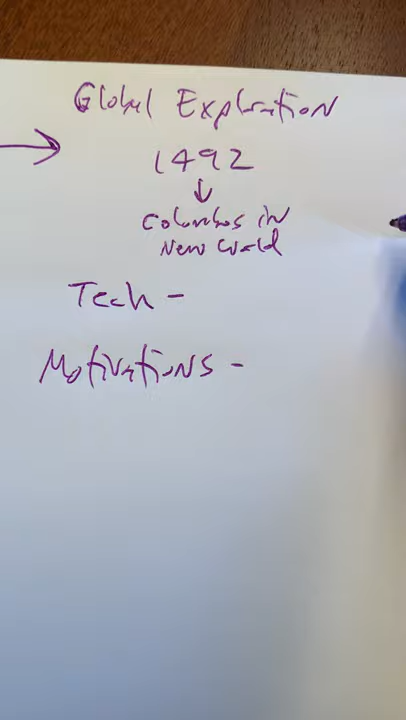 Global Exploration
1492
↓
Columbus in
New World
Tech -
Motivations -